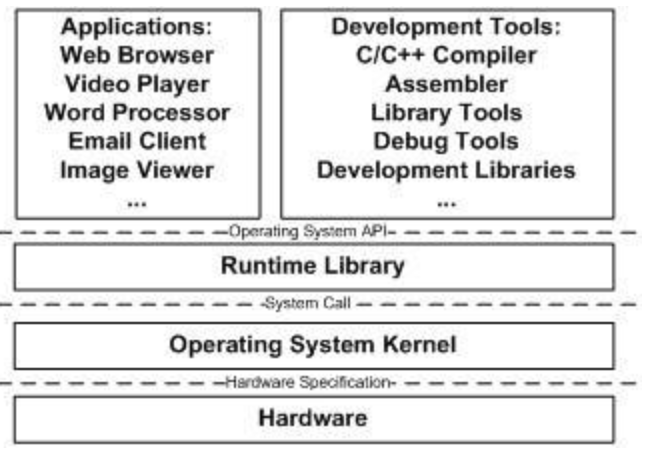 Applications:
Web Browser
Video Player
Word Processor
Email Client
Image Viewer
...
Development Tools:
C/C++ Compiler
Assembler
Library Tools
Debug Tools
Development Libraries
...
Operating System API
Runtime Library
System Call
Operating System Kernel
Hardware Specification
Hardware